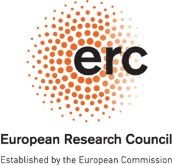 erc
European Research Council
Established by the European Commission